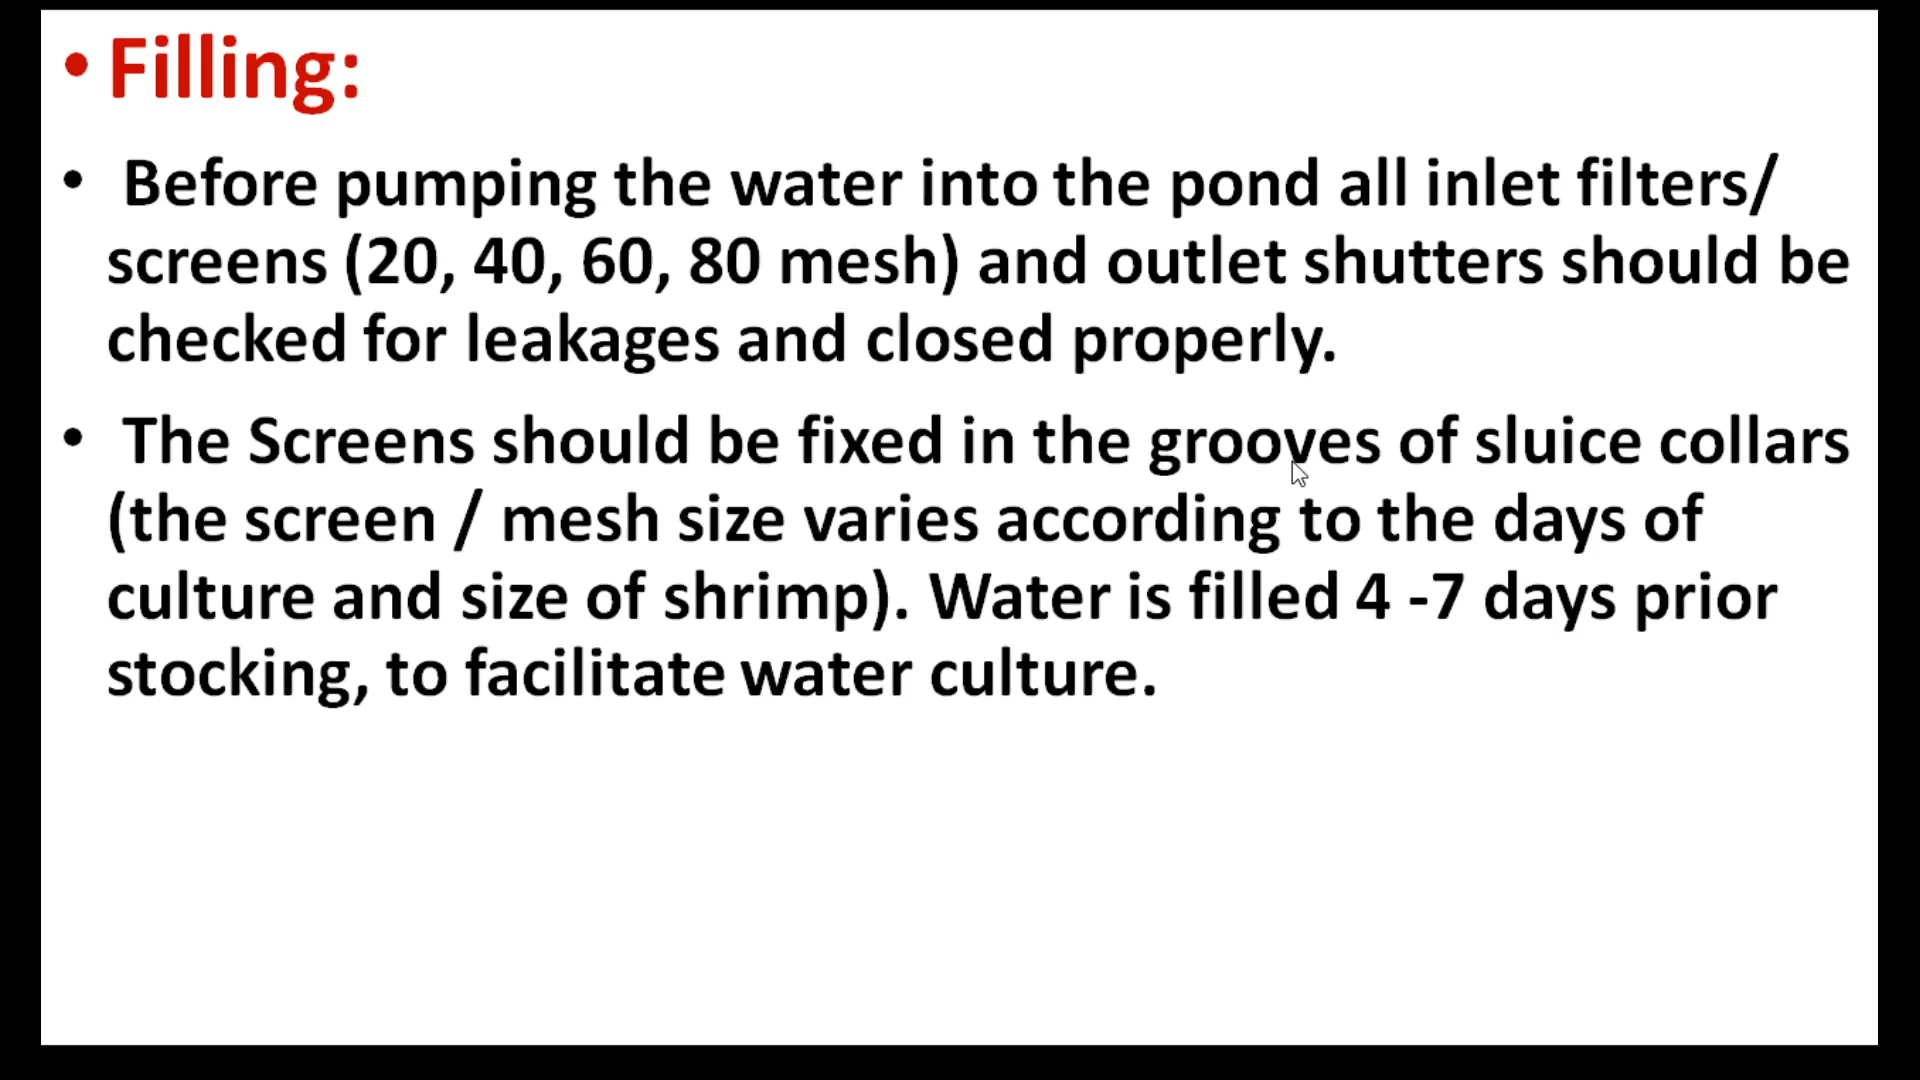 • Filling:
• Before pumping the water into the pond all inlet filters/
screens (20, 40, 60, 80 mesh) and outlet shutters should be
checked for leakages and closed properly.
• The Screens should be fixed in the grooves of sluice collars
(the screen / mesh size varies according to the days of
culture and size of shrimp). Water is filled 4 -7 days prior
stocking, to facilitate water culture.